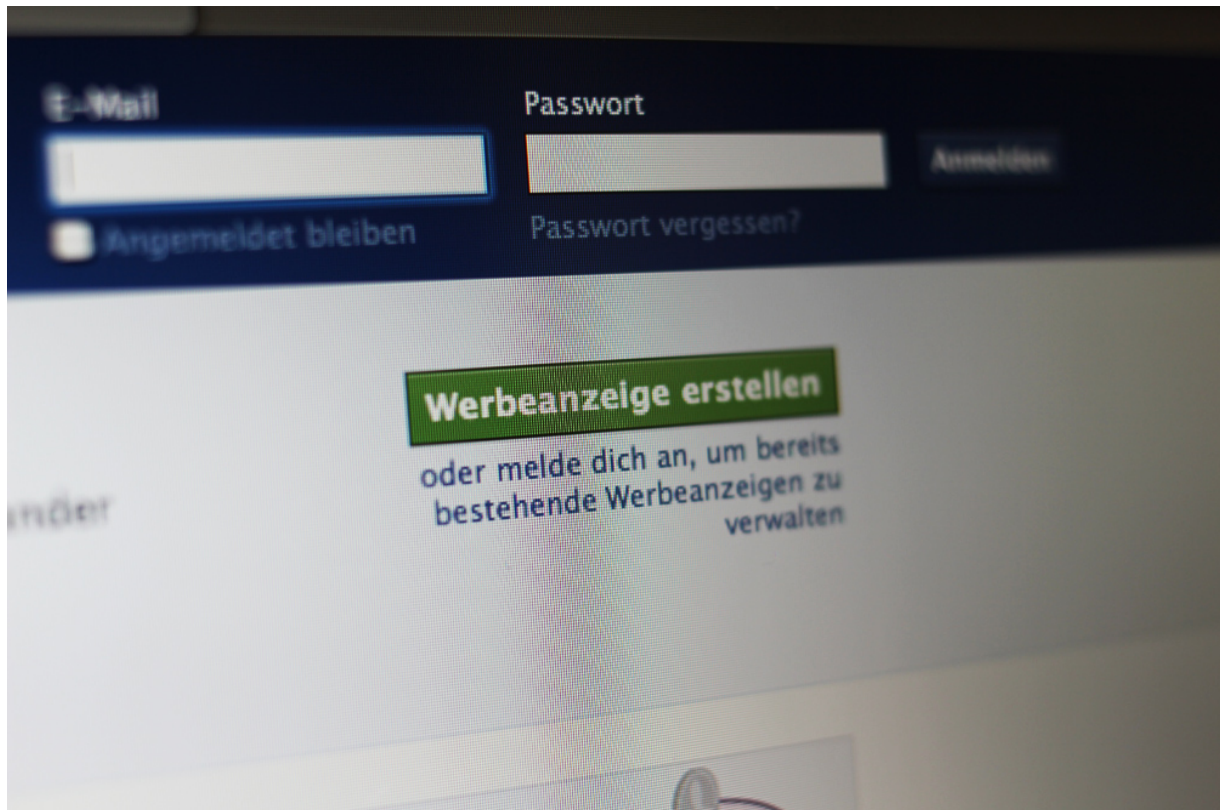 E-Mail
Passwort
Anmelden
Angemeldet bleiben
Passwort vergessen?
Werbeanzeige erstellen
oder melde dich an, um bereits
bestehende Werbeanzeigen zu
verwalten